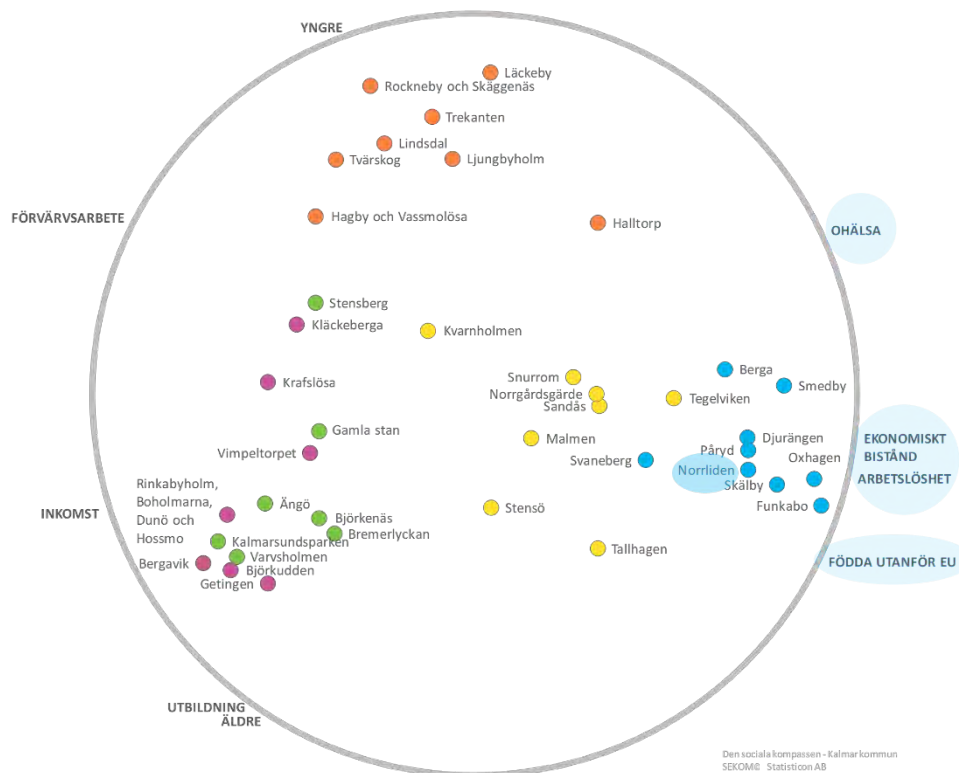 YNGRE
Läckeby
Rockneby och Skäggenäs
Trekanten
Lindsdal
Tvärskog
Ljungbyholm
FÖRVÄRVSARBETE
Hagby och Vassmolösa
Halltorp
OHÄLSA
Stensberg
Kläckeberga
Kvarnholmen
Krafslösa
Snurrom
Norrgårdsgärde
Sandås
Berga
Smedby
Tegelviken
Gamla stan
Vimpeltorpet
Malmen
Svaneberg
Djurängen
Påryd
Norrliden
Skälby
Oxhagen
Funkabo
EKONOMISKT
BISTÅND
ARBETSLÖSHET
Rinkabyholm,
Boholmarna,
Dunö och
Hossmo
INKOMST
Ängö
Björkenäs
Bremerlyckan
Stensö
Kalmarsundsparken
Varvsholmen
Bergavik
Björkudden
Getingen
Tallhagen
FÖDDA UTANFÖR EU
UTBILDNING
ÄLDRE
Den sociala kompassen - Kalmar kommun
SEKOM© Statisticon AB